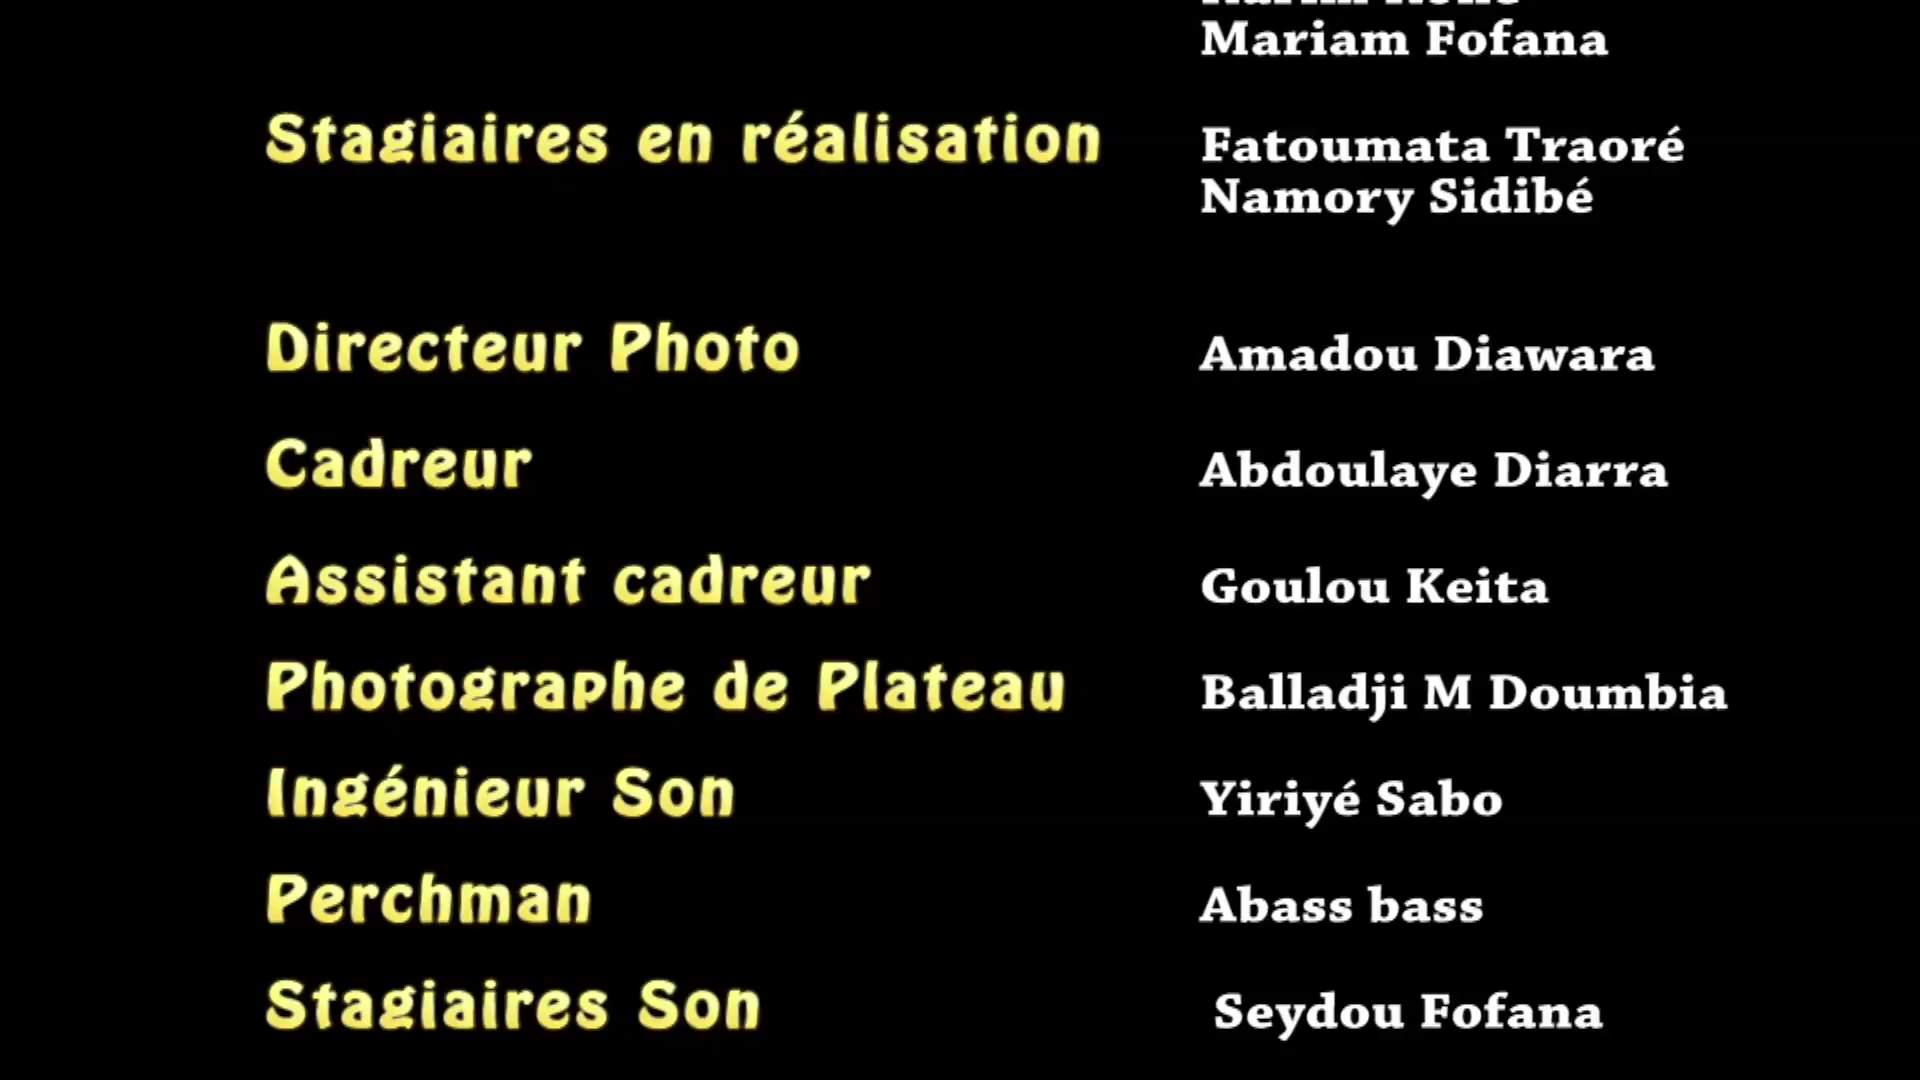 Mariam Fofana
Stagiaires en réalisation Fatoumata Traoré
Namory Sidibé
Directeur Photo Amadou Diawara
Cadreur Abdoulaye Diarra
Assistant cadreur Goulou Keita
Photographe de Plateau Balladji M Doumbia
Ingénieur Son Yiriyé Sabo
Perchman Abass bass
Stagiaires Son Seydou Fofana